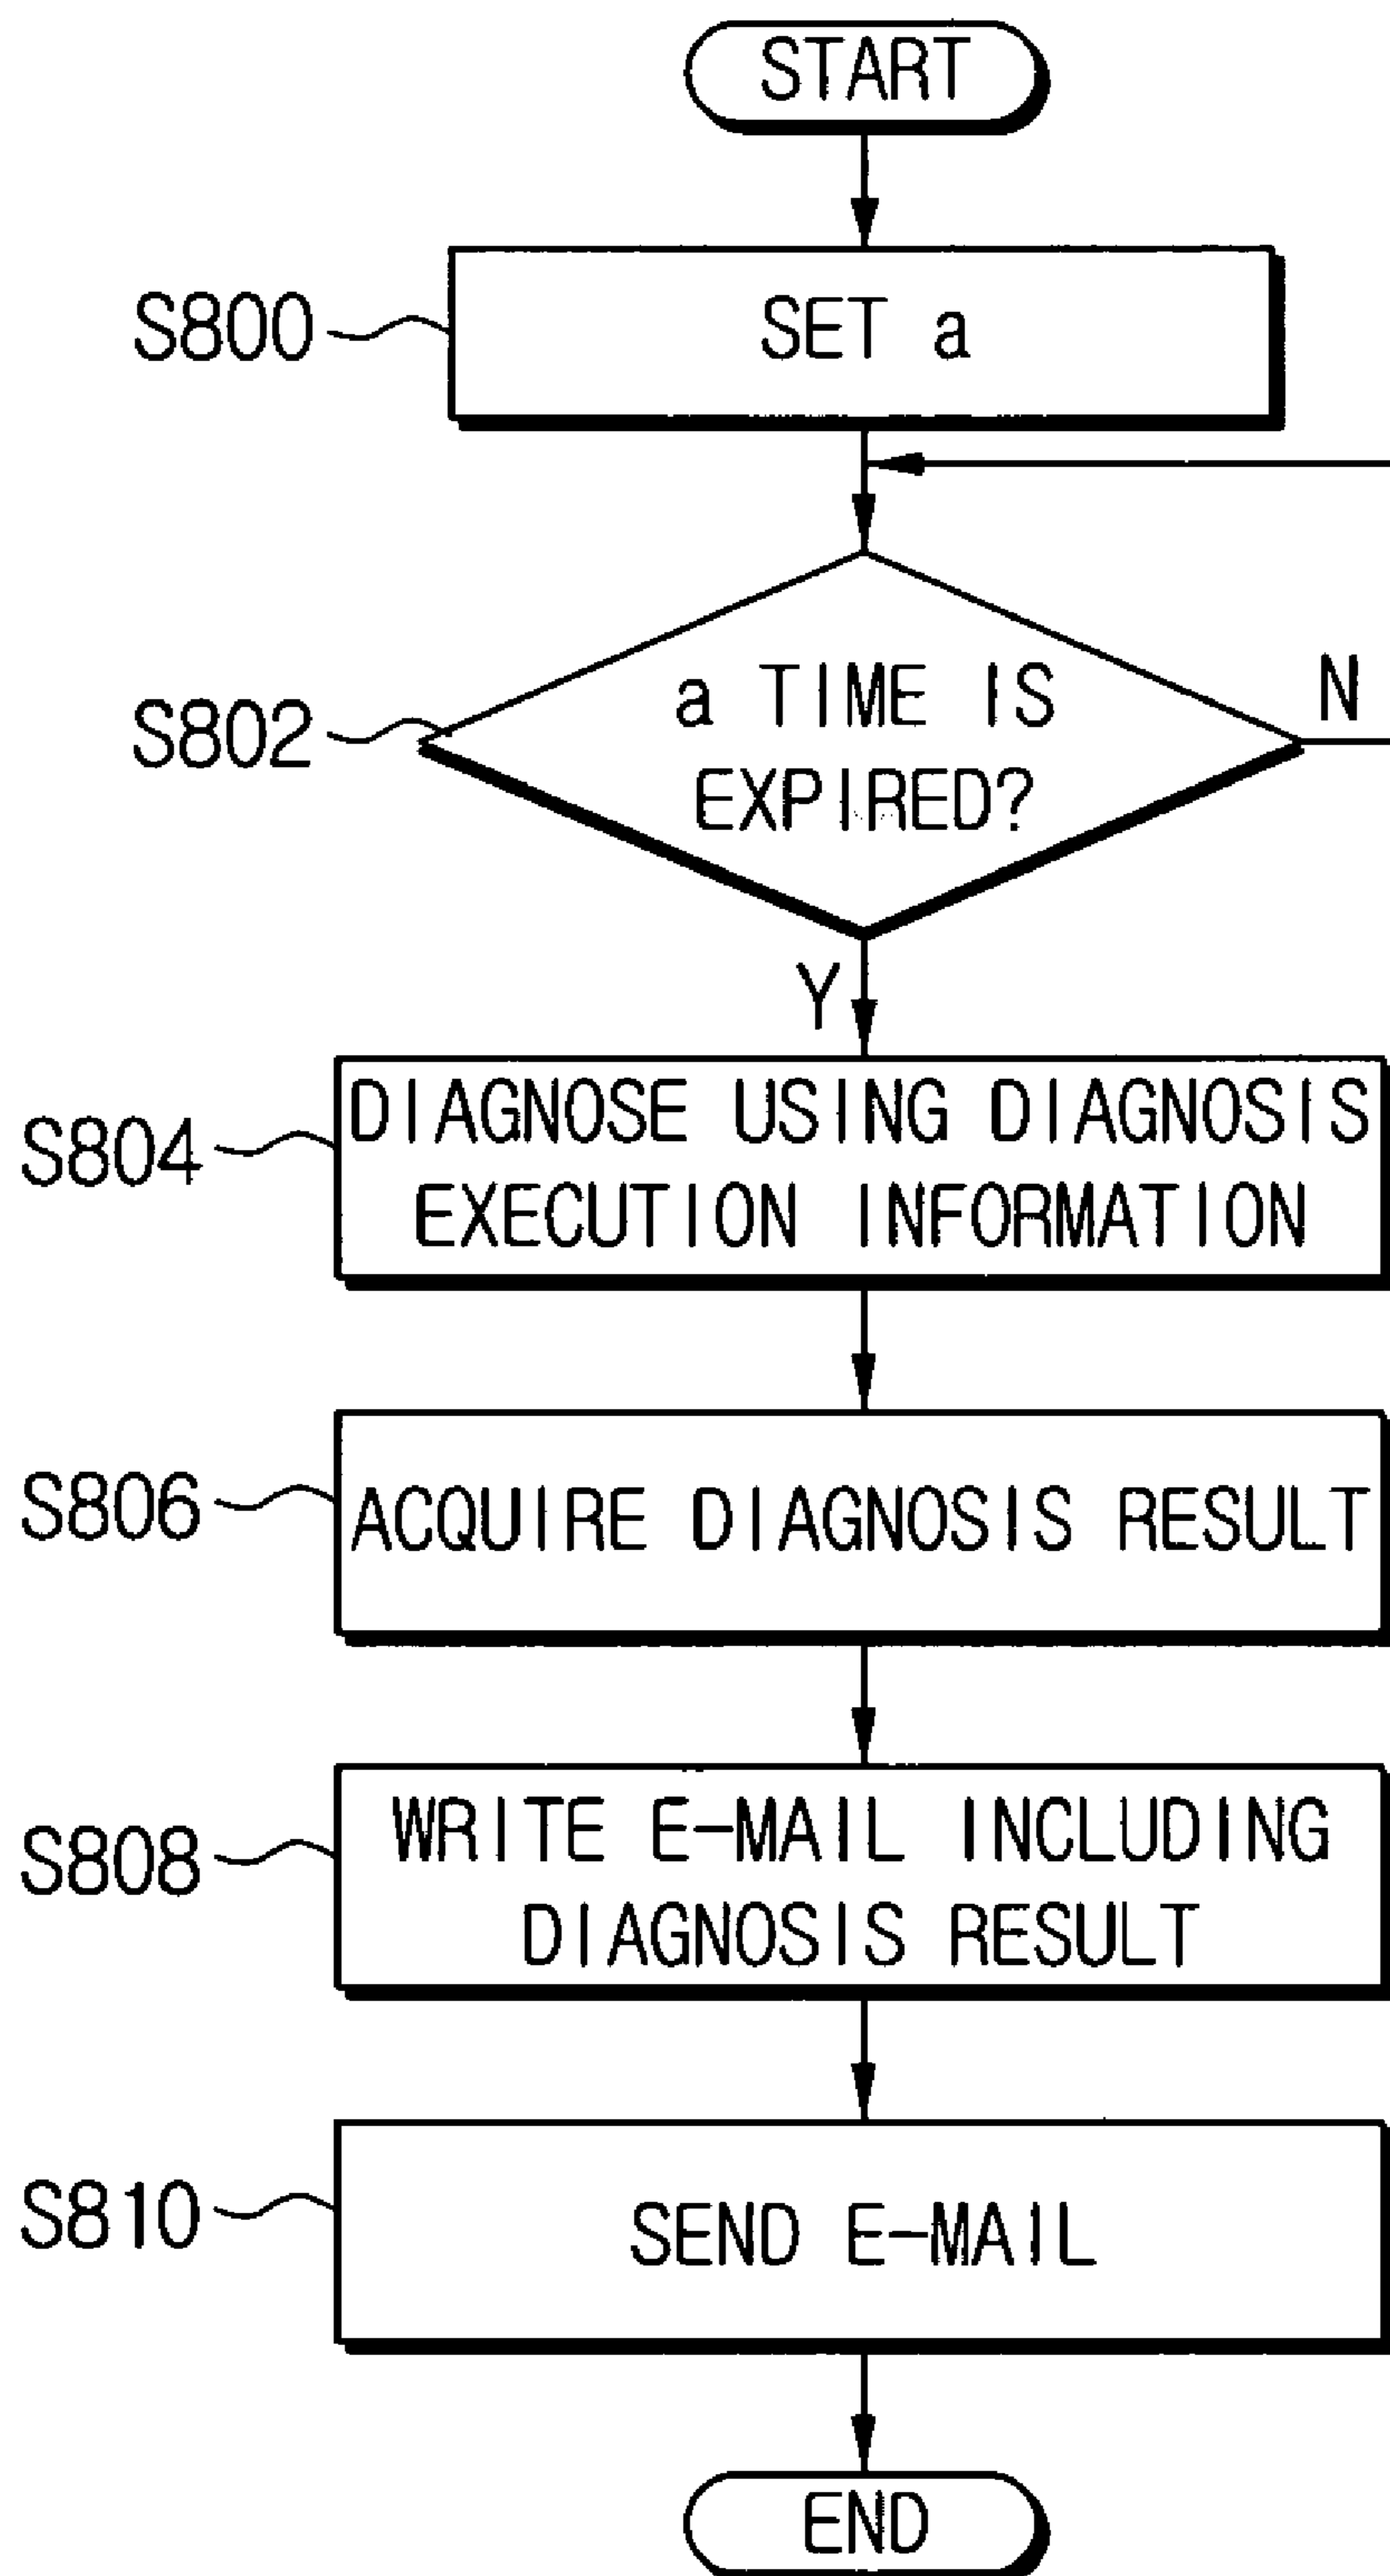 START
S800
SET a
S802
a TIME IS
EXPIRED?
N
Y
S804
DIAGNOSE USING DIAGNOSIS
EXECUTION INFORMATION
S806
ACQUIRE DIAGNOSIS RESULT
S808
WRITE E-MAIL INCLUDING
DIAGNOSIS RESULT
S810
SEND E-MAIL
END